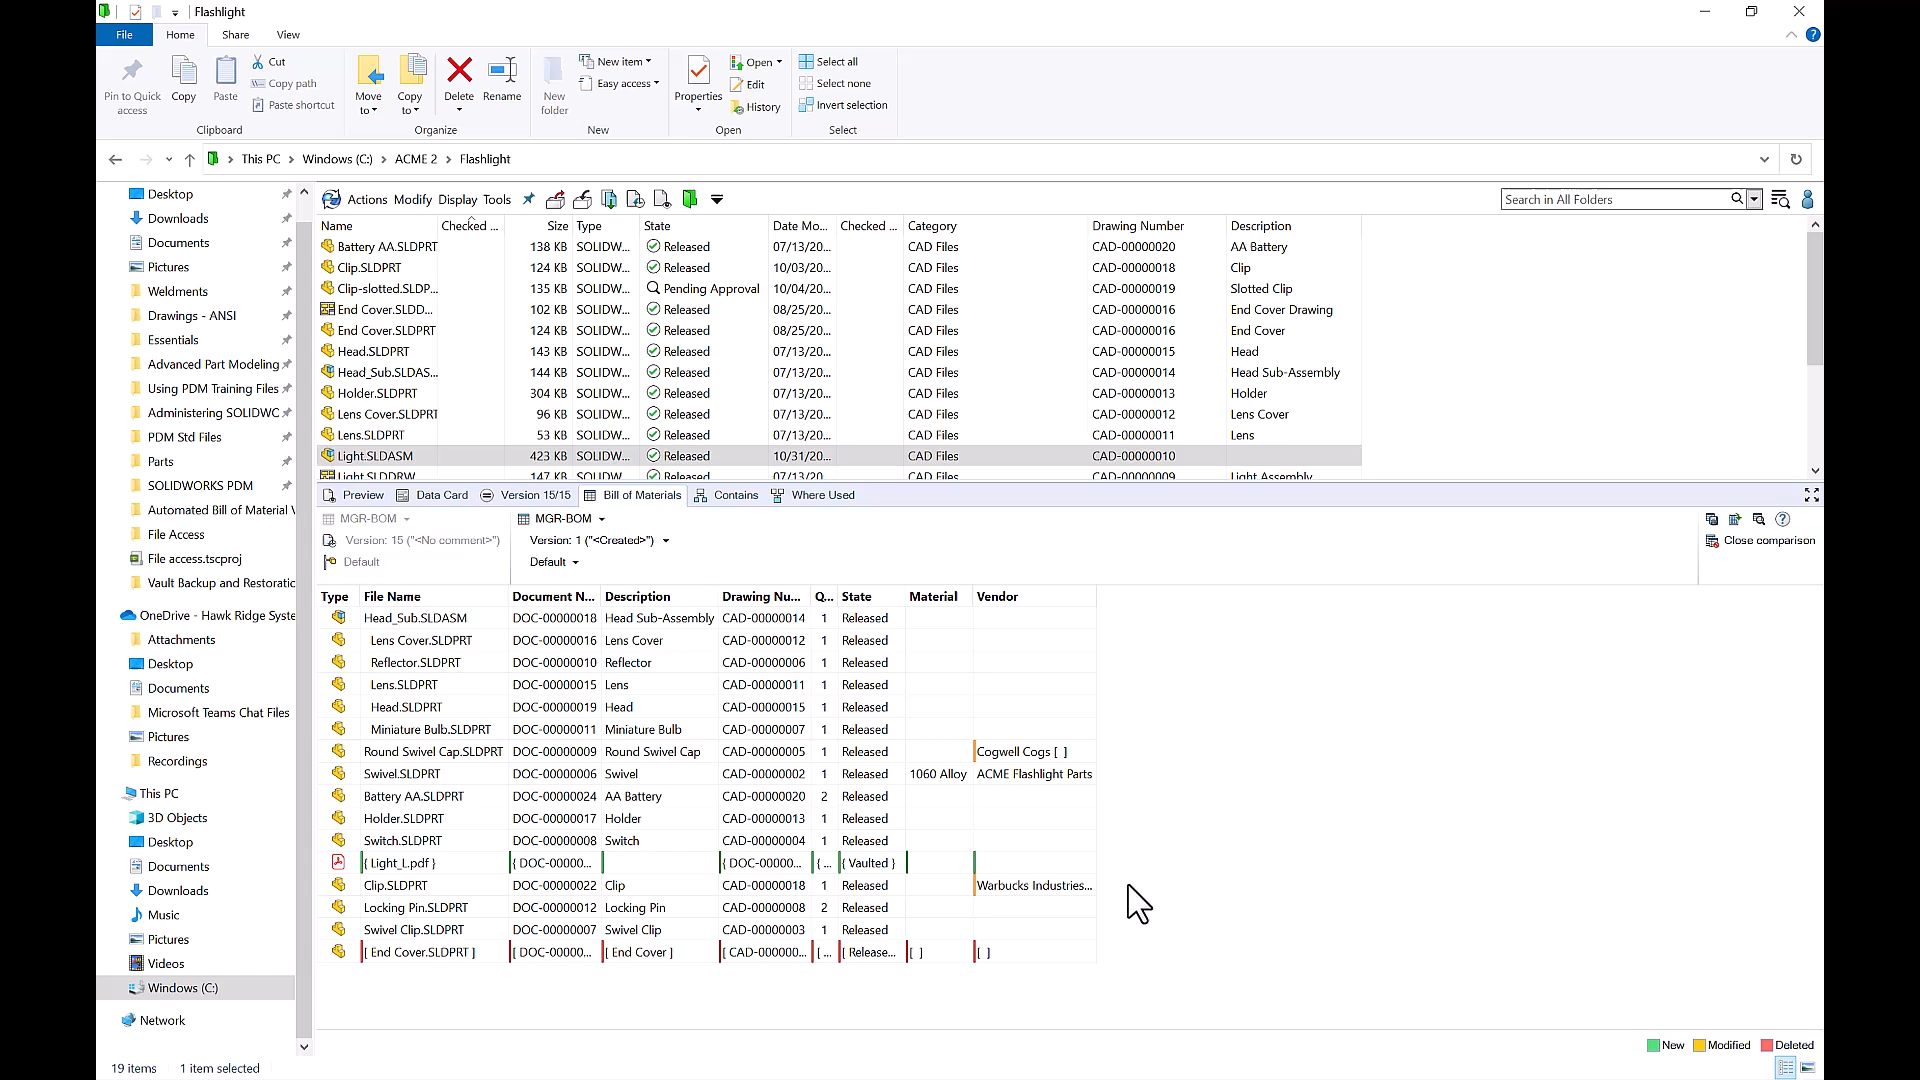 Flashlight
File Home Share View
Pin to Quick access
Copy
Paste
Cut
Copy path
Paste shortcut
Clipboard
Move to
Copy to
Delete
Rename
Organize
New folder
New item
Easy access
New
Properties
Open
Edit
History
Open
Select all
Select none
Invert selection
Select
This PC > Windows (C:) > ACME 2 > Flashlight
Desktop
Downloads
Documents
Pictures
Weldments
Drawings - ANSI
Essentials
Advanced Part Modeling
Using PDM Training Files
Administering SOLIDWC
PDM Std Files
Parts
SOLIDWORKS PDM
Automated Bill of Material V
File Access
File access.tscproj
Vault Backup and Restoratic
OneDrive - Hawk Ridge Syste
Attachments
Desktop
Documents
Microsoft Teams Chat Files
Pictures
Recordings
This PC
3D Objects
Desktop
Documents
Downloads
Music
Pictures
Videos
Windows (C:)
Network
19 items 1 item selected
Actions Modify Display Tools
Search in All Folders
Name Checked ... Size Type State Date Mo... Checked ... Category Drawing Number Description
Battery AA.SLDPRT 138 KB SOLIDW... Released 07/13/20... CAD Files CAD-00000020 AA Battery
Clip.SLDPRT 124 KB SOLIDW... Released 10/03/20... CAD Files CAD-00000018 Clip
Clip-slotted.SLDP... 135 KB SOLIDW... Pending Approval 10/04/20... CAD Files CAD-00000019 Slotted Clip
End Cover.SLDD... 102 KB SOLIDW... Released 08/25/20... CAD Files CAD-00000016 End Cover Drawing
End Cover.SLDPRT 124 KB SOLIDW... Released 08/25/20... CAD Files CAD-00000016 End Cover
Head.SLDPRT 143 KB SOLIDW... Released 07/13/20... CAD Files CAD-00000015 Head
Head_Sub.SLDAS... 144 KB SOLIDW... Released 07/13/20... CAD Files CAD-00000014 Head Sub-Assembly
Holder.SLDPRT 304 KB SOLIDW... Released 07/13/20... CAD Files CAD-00000013 Holder
Lens Cover.SLDPRT 96 KB SOLIDW... Released 07/13/20... CAD Files CAD-00000012 Lens Cover
Lens.SLDPRT 53 KB SOLIDW... Released 07/13/20... CAD Files CAD-00000011 Lens
Light.SLDASM 423 KB SOLIDW... Released 10/31/20... CAD Files CAD-00000010
Light.SLDDRW 147 KB SOLIDW... Released 07/13/20... CAD Files CAD-00000009 Light Assembly
Preview Data Card Version 15/15 Bill of Materials Contains Where Used
MGR-BOM MGR-BOM
Version: 15 ("<No comment>") Version: 1 ("<Created>") Close comparison
Default Default
Type File Name Document N... Description Drawing Nu... Q... State Material Vendor
Head_Sub.SLDASM DOC-00000018 Head Sub-Assembly CAD-00000014 1 Released
Lens Cover.SLDPRT DOC-00000016 Lens Cover CAD-00000012 1 Released
Reflector.SLDPRT DOC-00000010 Reflector CAD-00000006 1 Released
Lens.SLDPRT DOC-00000015 Lens CAD-00000011 1 Released
Head.SLDPRT DOC-00000019 Head CAD-00000015 1 Released
Miniature Bulb.SLDPRT DOC-00000011 Miniature Bulb CAD-00000007 1 Released
Round Swivel Cap.SLDPRT DOC-00000009 Round Swivel Cap CAD-00000005 1 Released Cogwell Cogs [ ]
Swivel.SLDPRT DOC-00000006 Swivel CAD-00000002 1 Released 1060 Alloy ACME Flashlight Parts
Battery AA.SLDPRT DOC-00000024 AA Battery CAD-00000020 2 Released
Holder.SLDPRT DOC-00000017 Holder CAD-00000013 1 Released
Switch.SLDPRT DOC-00000008 Switch CAD-00000004 1 Released
{ Light_L.pdf } { DOC-00000... { DOC-00000... { ... { Vaulted }
Clip.SLDPRT DOC-00000022 Clip CAD-00000018 1 Released Warbucks Industries...
Locking Pin.SLDPRT DOC-00000012 Locking Pin CAD-00000008 2 Released
Swivel Clip.SLDPRT DOC-00000007 Swivel Clip CAD-00000003 1 Released
[ End Cover.SLDPRT ] [ DOC-00000... [ End Cover ] [ CAD-000000... [ ... [ Release... [ ] [ ]
New Modified Deleted